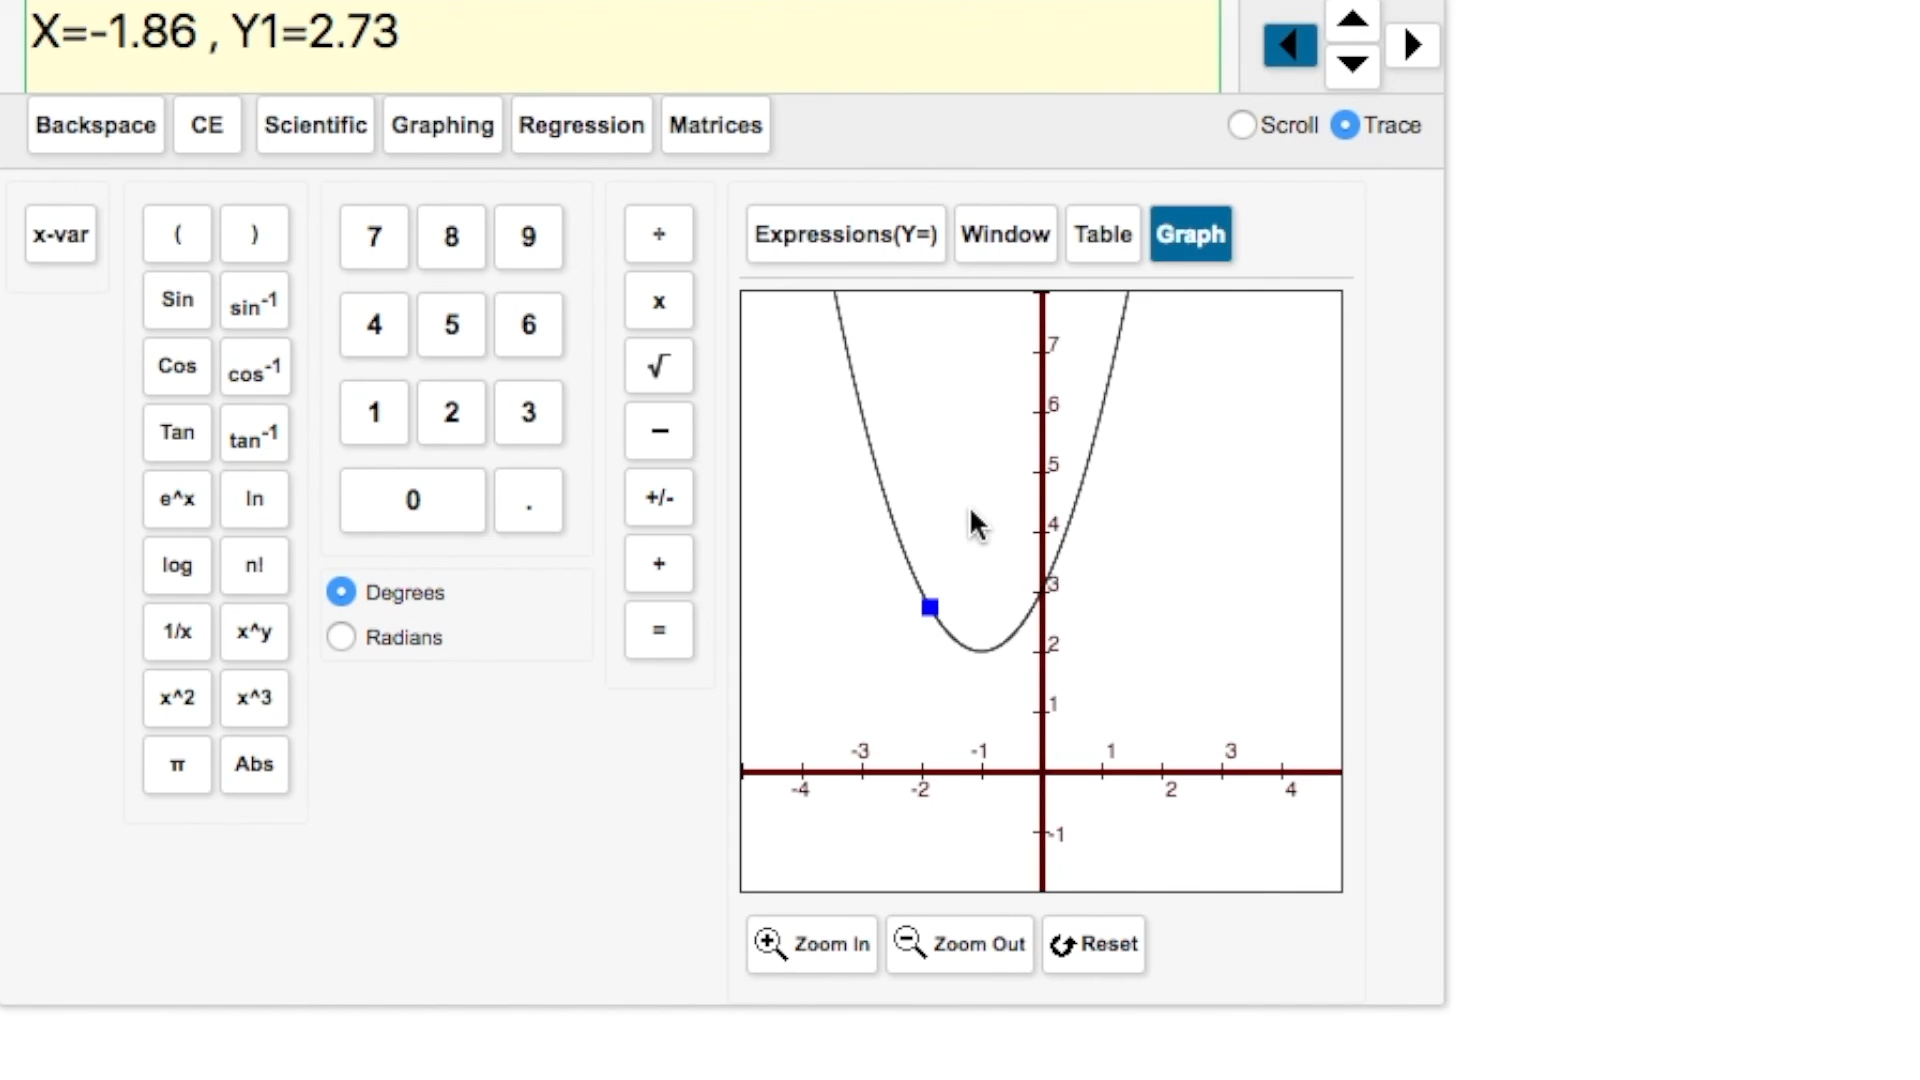 X=-1.86 , Y1=2.73
Backspace CE Scientific Graphing Regression Matrices Scroll Trace
x-var ( ) 7 8 9 ÷ Expressions(Y=) Window Table Graph
Sin sin-1 4 5 6 x
Cos cos-1 √
Tan tan-1 1 2 3 −
e^x ln 0 . +/-
log n! +
1/x x^y =
x^2 x^3
π Abs
Degrees
Radians
7
6
5
4
3
2
1
-3 -1 1 3
-4 -2 2 4
-1
Zoom In Zoom Out Reset